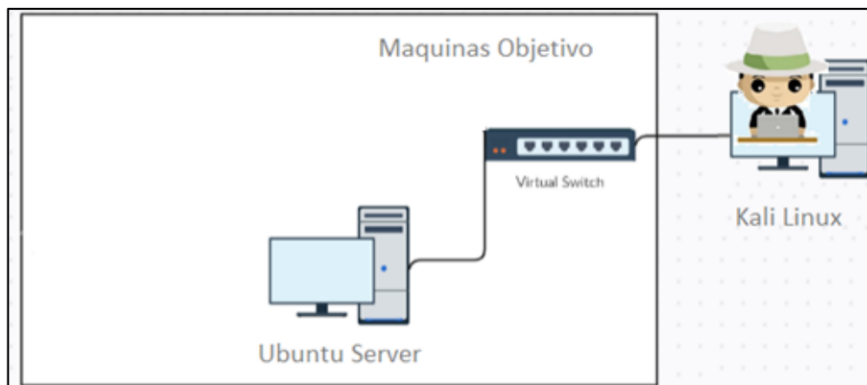 Maquinas Objetivo
Virtual Switch
Kali Linux
Ubuntu Server